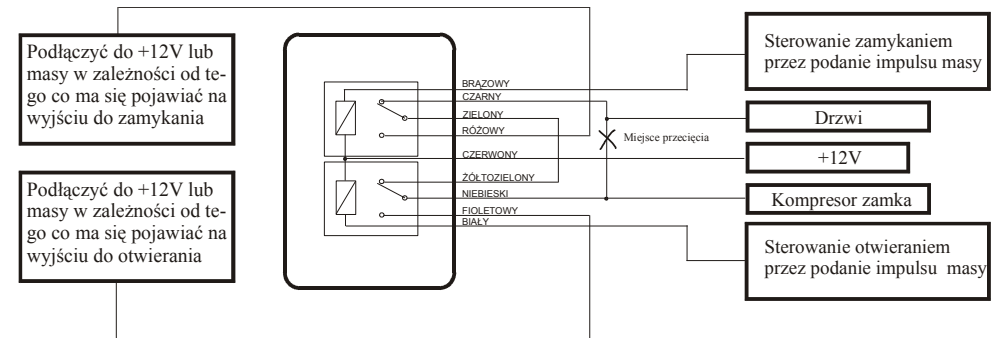 Podłączyć do +12V lub
masy w zależności od te-
go co ma się pojawiać na
wyjściu do zamykania
Podłączyć do +12V lub
masy w zależności od te-
go co ma się pojawiać na
wyjściu do otwierania
BRĄZOWY
CZARNY
ZIELONY
RÓŻOWY
CZERWONY
ŻÓŁTOZIELONY
NIEBIESKI
FIOLETOWY
BIAŁY
Miejsce przecięcia
Sterowanie zamykaniem
przez podanie impulsu masy
Drzwi
+12V
Kompresor zamka
Sterowanie otwieraniem
przez podanie impulsu masy